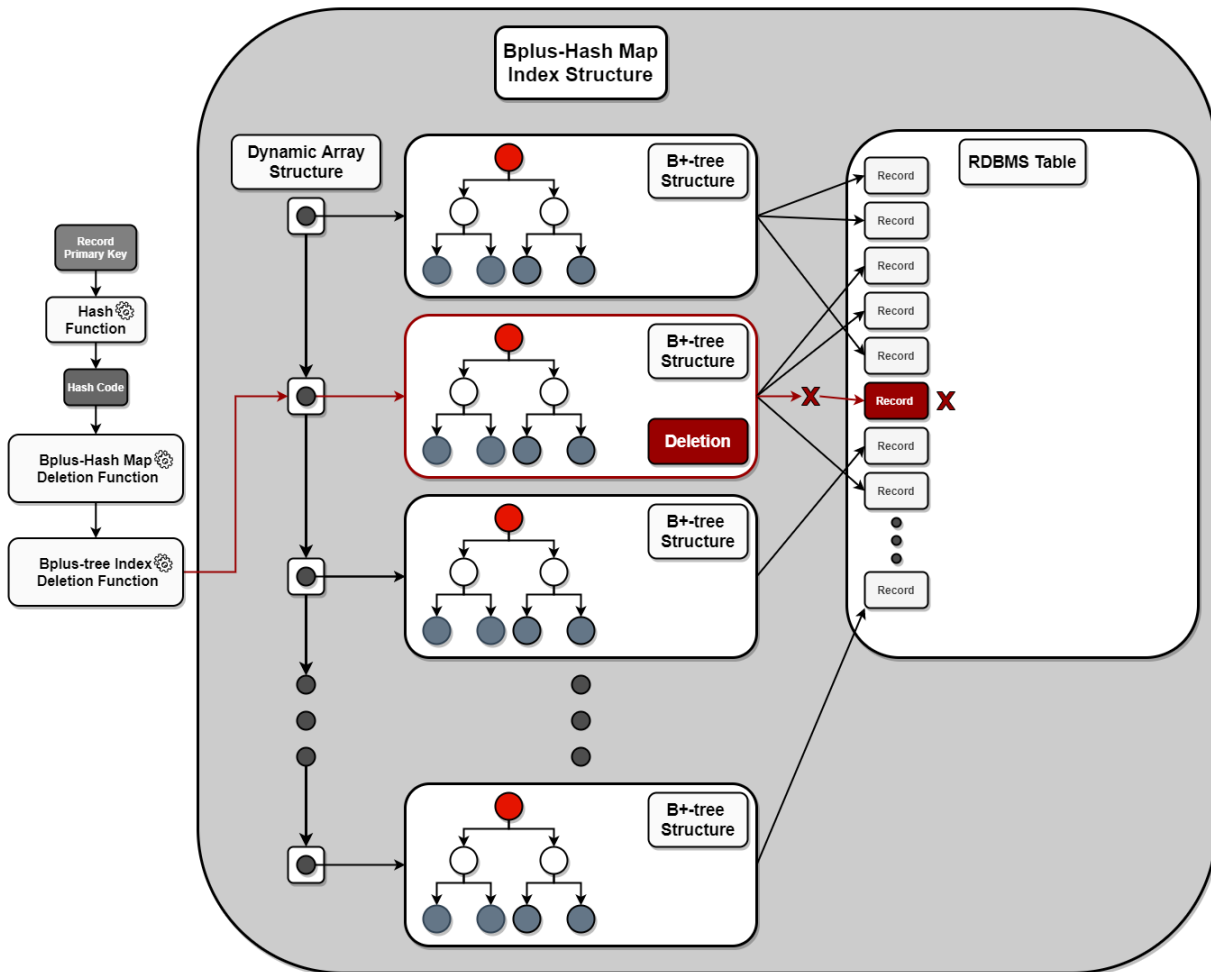 Bplus-Hash Map
Index Structure
Dynamic Array
Structure
B+-tree
Structure
RDBMS Table
Record
Record
Record
Record
Record
Record
X
X
Record
Record
Record
Record
Primary Key
Hash
Function
Hash Code
Bplus-Hash Map
Deletion Function
Bplus-tree Index
Deletion Function
B+-tree
Structure
Deletion
B+-tree
Structure
B+-tree
Structure